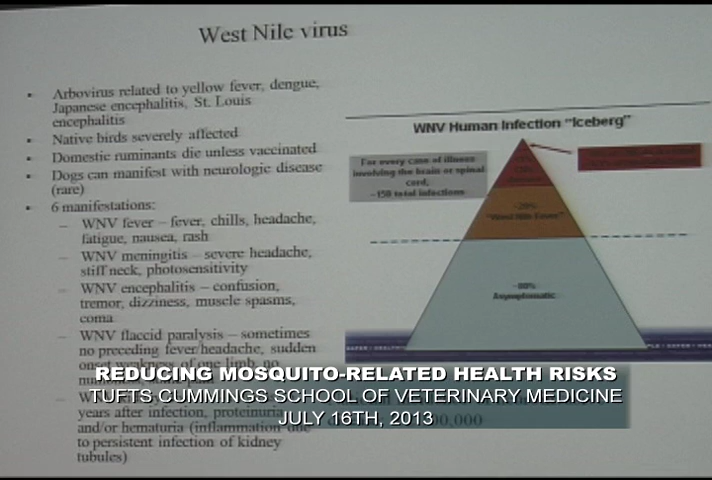 West Nile virus
Arbovirus related to yellow fever, dengue,
Japanese encephalitis, St. Louis
encephalitis
Native birds severely affected
Domestic ruminants die unless vaccinated
Dogs can manifest with neurologic disease
(rare)
6 manifestations:
– WNV fever – fever, chills, headache,
fatigue, nausea, rash
– WNV meningitis – severe headache,
stiff neck, photosensitivity
– WNV encephalitis – confusion,
tremor, dizziness, muscle spasms,
coma
– WNV flaccid paralysis – sometimes
no preceding fever/headache, sudden
onset weakness of one limb, no
years after infection, proteinuria
and/or hematuria (inflammation due
to persistent infection of kidney
tubules)
WNV Human Infection "Iceberg"
For every case of illness
involving the brain or spinal
cord,
~150 total infections
~20%
"West Nile Fever"
~80%
Asymptomatic
REDUCING MOSQUITO-RELATED HEALTH RISKS
TUFTS CUMMINGS SCHOOL OF VETERINARY MEDICINE
JULY 16TH, 2013